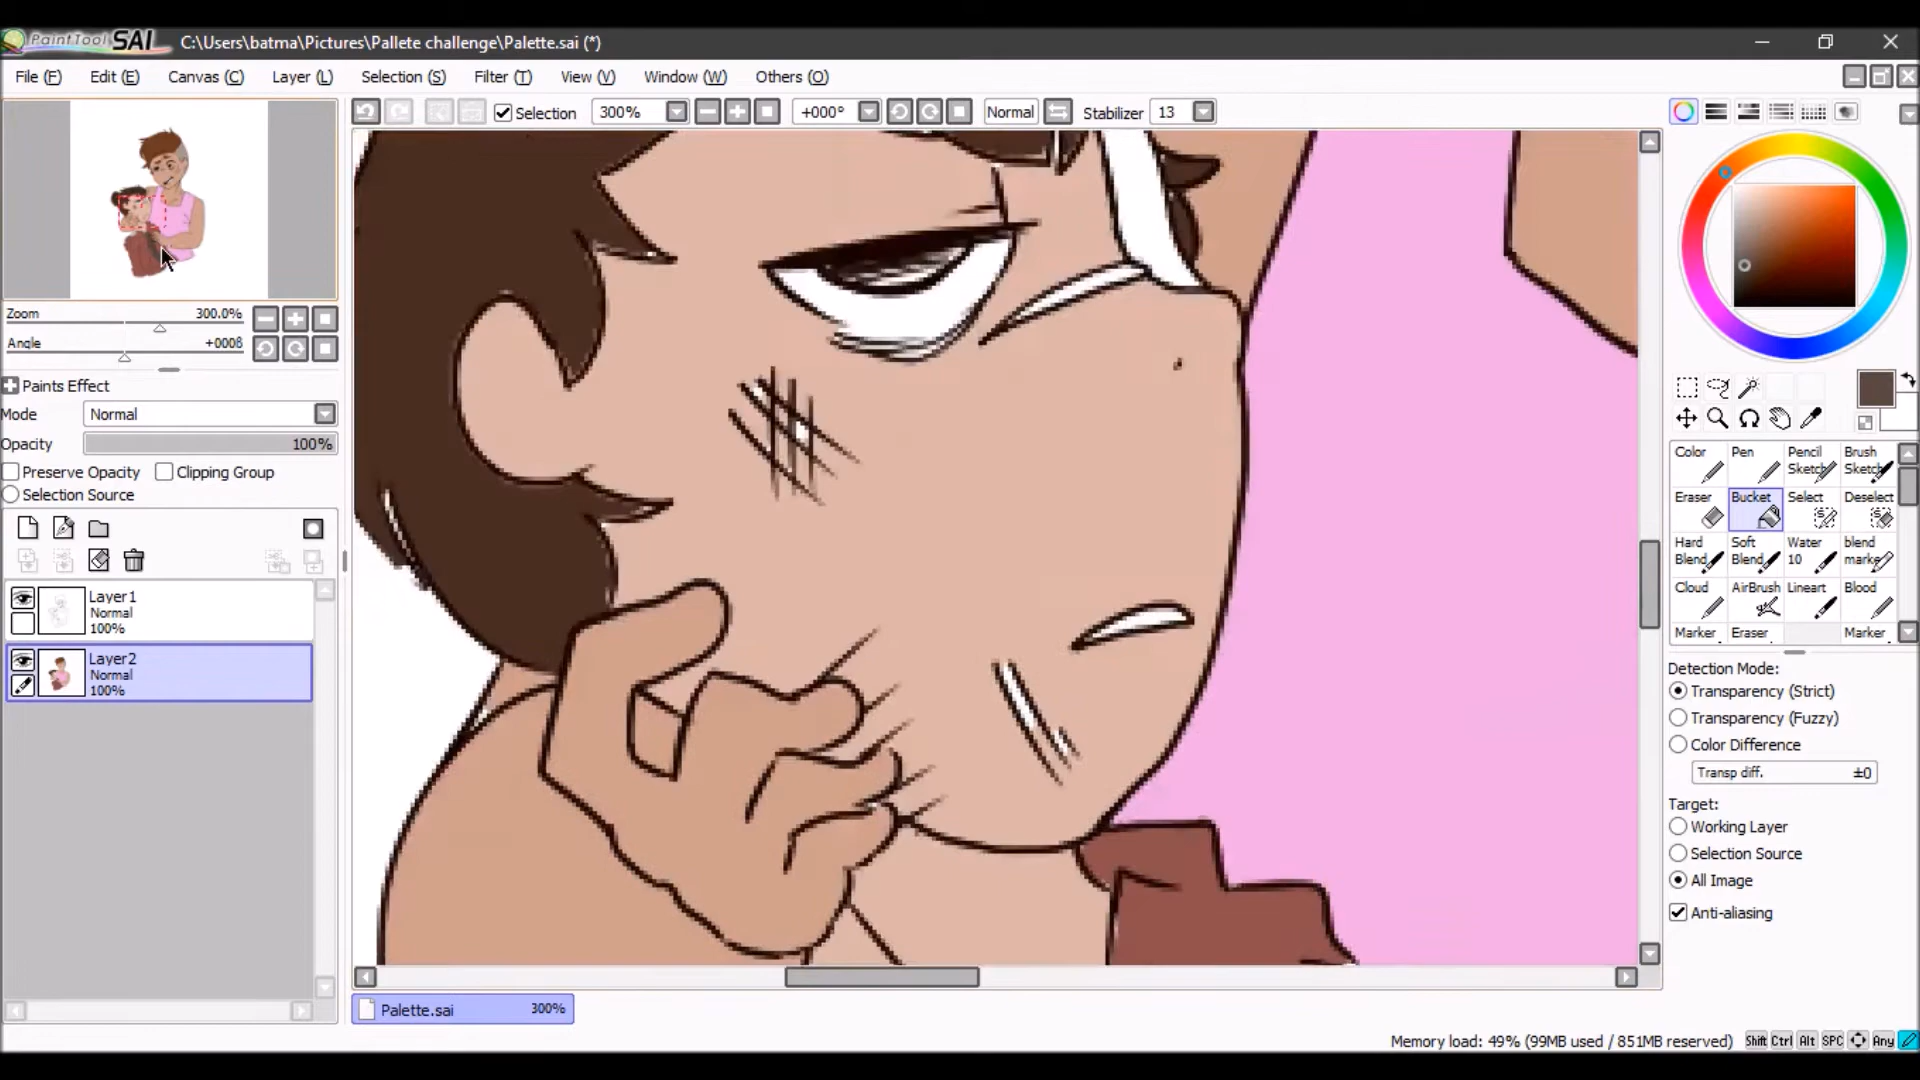 PaintTool SAI C:\Users\batma\Pictures\Pallete challenge\Palette.sai (*)
File (F) Edit (E) Canvas (C) Layer (L) Selection (S) Filter (T) View (V) Window (W) Others (O)
Selection 300% +000° Normal Stabilizer 13
Zoom 300.0%
Angle +000ß
Paints Effect
Mode Normal
Opacity 100%
Preserve Opacity Clipping Group
Selection Source
Layer1
Normal
100%
Layer2
Normal
100%
Color Pen Pencil Sketch Brush Sketch
Eraser Bucket Select Deselect
Hard Blend Soft Blend Water 10 blend marke
Cloud AirBrush Lineart Blood
Marker Eraser Marker
Detection Mode:
Transparency (Strict)
Transparency (Fuzzy)
Color Difference
Transp diff. ±0
Target:
Working Layer
Selection Source
All Image
Anti-aliasing
Palette.sai 300%
Memory load: 49% (99MB used / 851MB reserved) Shift Ctrl Alt SPC Any